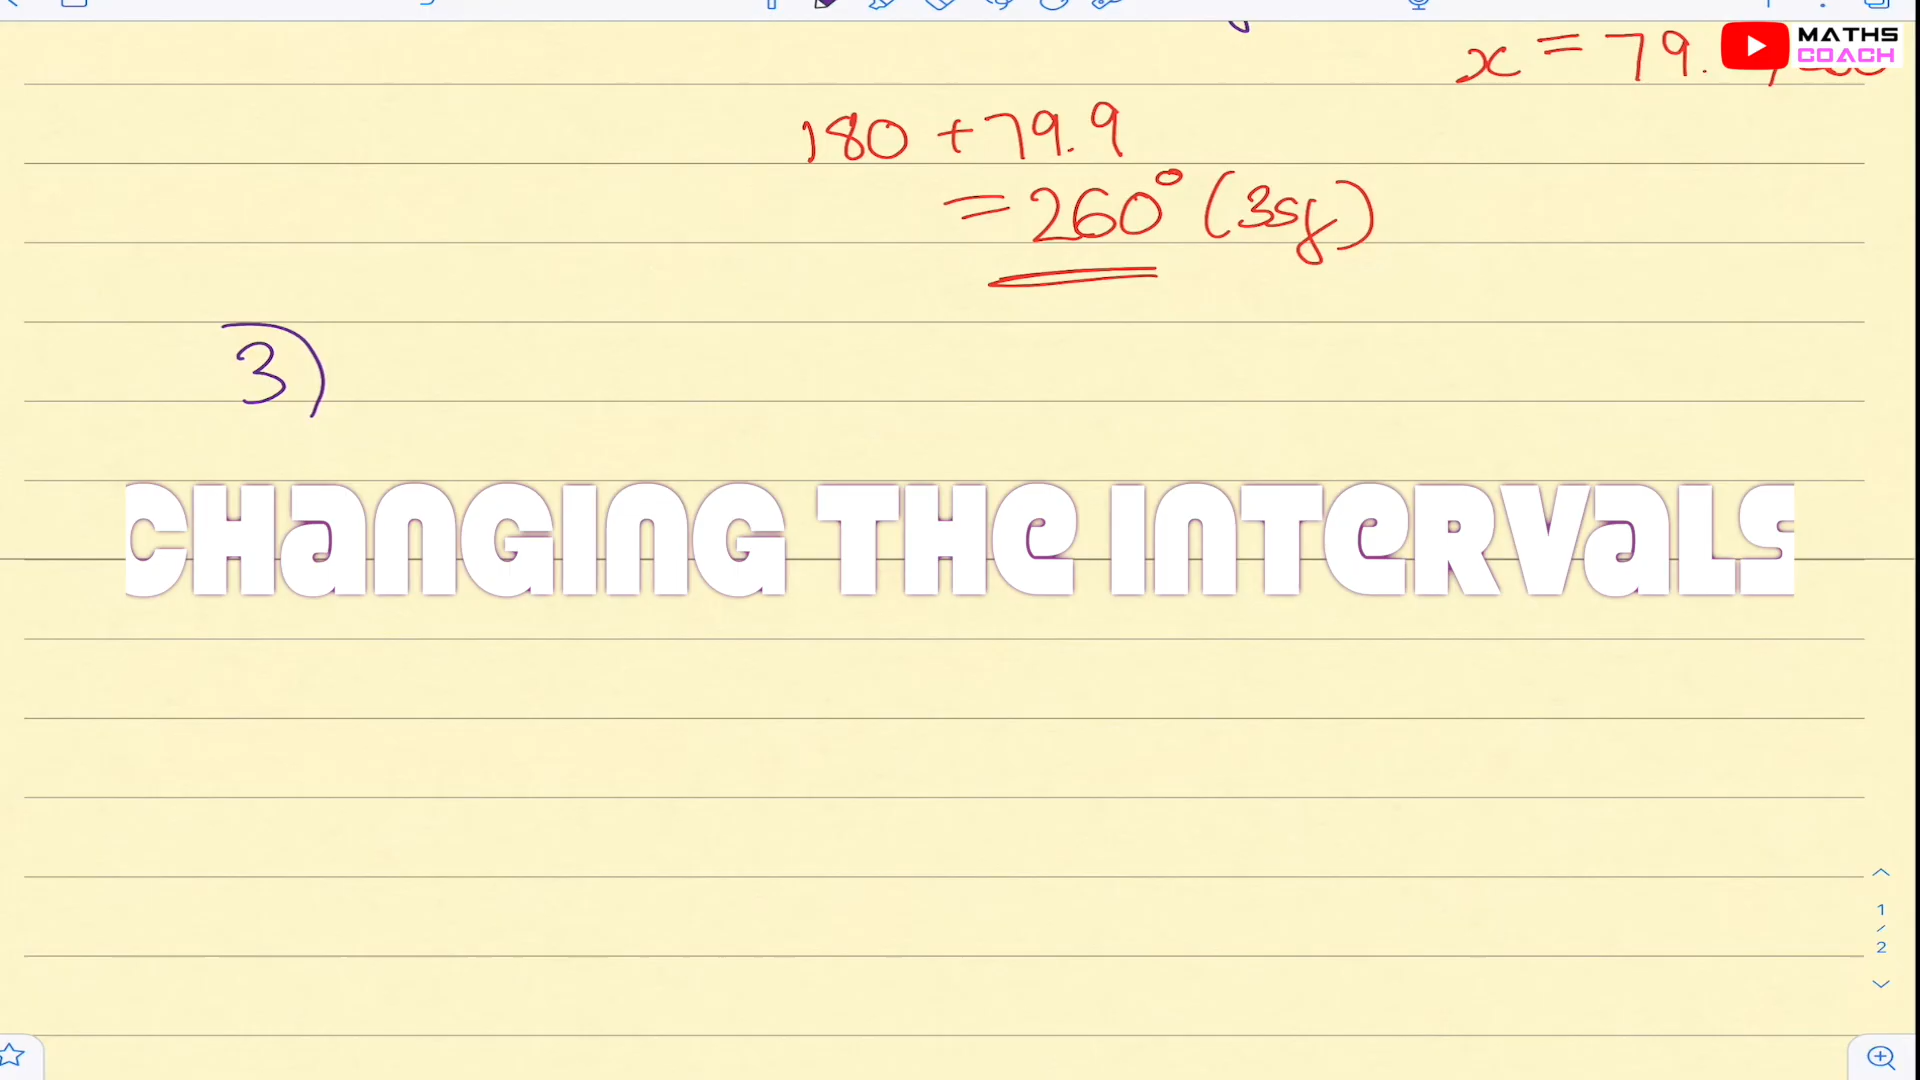 MATHS
COACH
x = 79.
180 + 79.9
= 260° (3sf)
3)
CHANGING THE INTERVALS
1
/
2